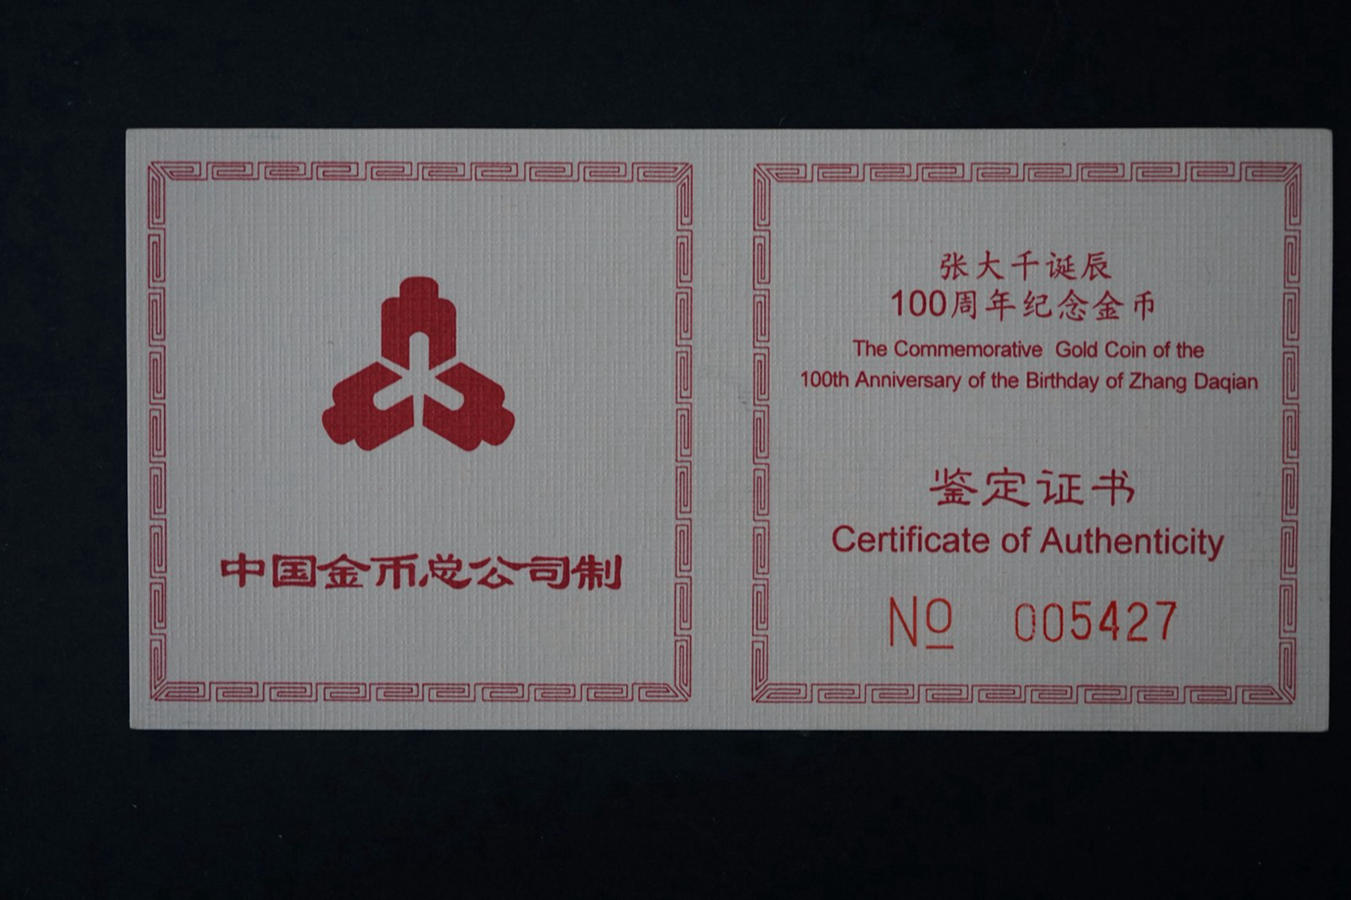 中国金币总公司制
张大千诞辰
100周年纪念金币
The Commemorative Gold Coin of the
100th Anniversary of the Birthday of Zhang Daqian
鉴定证书
Certificate of Authenticity
No 005427